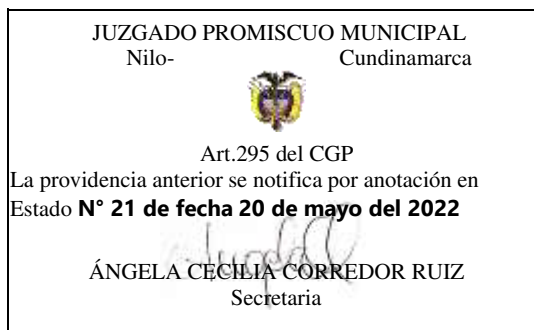 JUZGADO PROMISCUO MUNICIPAL
Nilo- Cundinamarca
Art.295 del CGP
La providencia anterior se notifica por anotación en
Estado N° 21 de fecha 20 de mayo del 2022
ÁNGELA CECILIA CORREDOR RUIZ
Secretaria